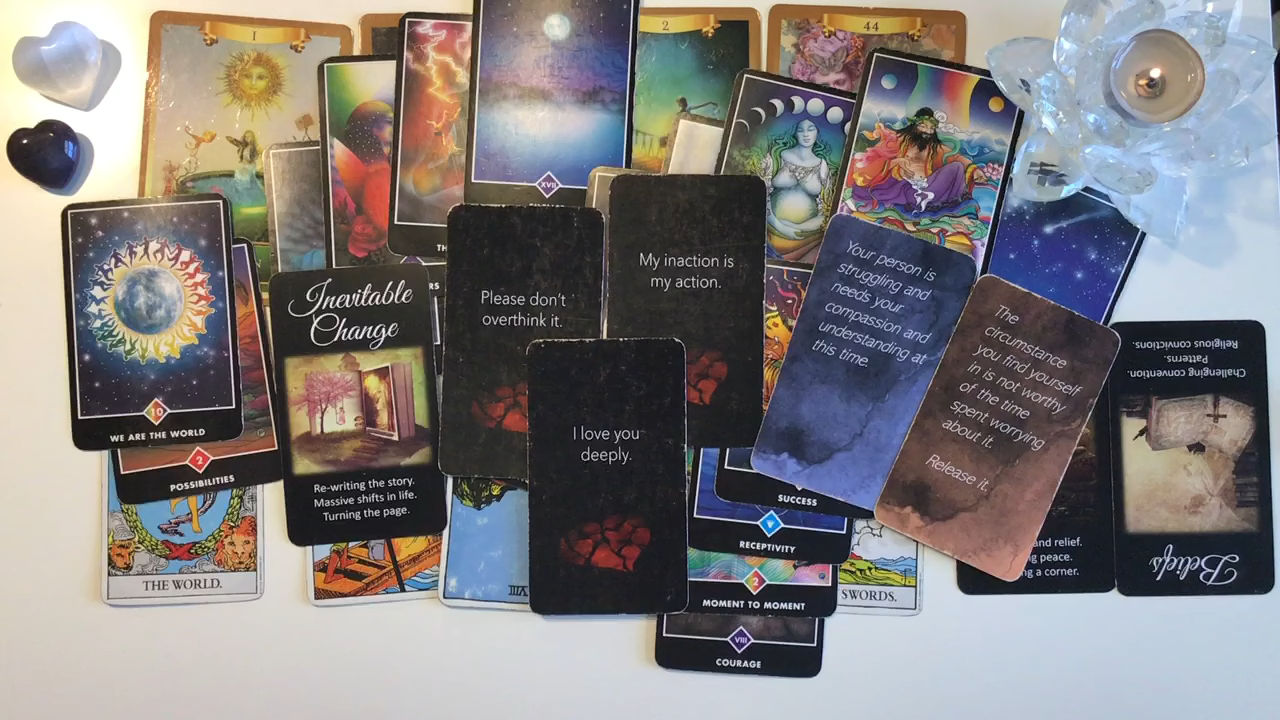 1
2
44
XVII
10
WE ARE THE WORLD
2
POSSIBILITIES
THE WORLD.
Inevitable
Change
Re-writing the story.
Massive shifts in life.
Turning the page.
Please don't
overthink it.
My inaction is
my action.
I love you
deeply.
Your person is
struggling and
needs your
compassion and
understanding at
this time.
The
circumstance
you find yourself
in is not worthy
of the time
spent worrying
about it.
Release it.
SUCCESS
RECEPTIVITY
2
MOMENT TO MOMENT
VIII
COURAGE
SWORDS.
and relief.
peace.
a corner.
Beliefs
Challenging convention.
Patterns.
Religious convictions.